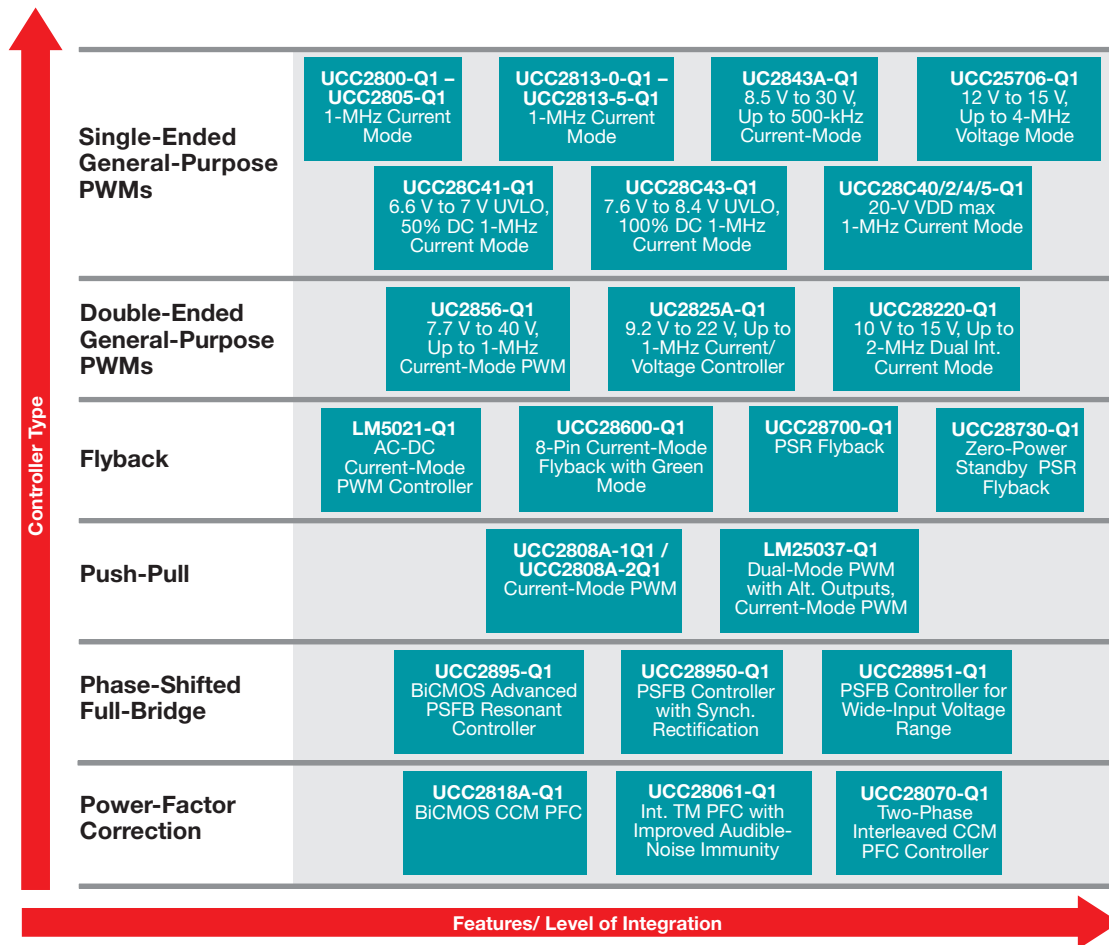 Controller Type
Single-Ended
General-Purpose
PWMs
UCC2800-Q1 –
UCC2805-Q1
1-MHz Current
Mode
UCC2813-0-Q1 –
UCC2813-5-Q1
1-MHz Current
Mode
UC2843A-Q1
8.5 V to 30 V,
Up to 500-kHz
Current-Mode
UCC25706-Q1
12 V to 15 V,
Up to 4-MHz
Voltage Mode
UCC28C41-Q1
6.6 V to 7 V UVLO,
50% DC 1-MHz
Current Mode
UCC28C43-Q1
7.6 V to 8.4 V UVLO,
100% DC 1-MHz
Current Mode
UCC28C40/2/4/5-Q1
20-V VDD max
1-MHz Current Mode
Double-Ended
General-Purpose
PWMs
UC2856-Q1
7.7 V to 40 V,
Up to 1-MHz
Current-Mode PWM
UC2825A-Q1
9.2 V to 22 V, Up to
1-MHz Current/
Voltage Controller
UCC28220-Q1
10 V to 15 V, Up to
2-MHz Dual Int.
Current Mode
Flyback
LM5021-Q1
AC-DC
Current-Mode
PWM Controller
UCC28600-Q1
8-Pin Current-Mode
Flyback with Green
Mode
UCC28700-Q1
PSR Flyback
UCC28730-Q1
Zero-Power
Standby PSR
Flyback
Push-Pull
UCC2808A-1Q1 /
UCC2808A-2Q1
Current-Mode PWM
LM25037-Q1
Dual-Mode PWM
with Alt. Outputs,
Current-Mode PWM
Phase-Shifted
Full-Bridge
UCC2895-Q1
BiCMOS Advanced
PSFB Resonant
Controller
UCC28950-Q1
PSFB Controller
with Synch.
Rectification
UCC28951-Q1
PSFB Controller for
Wide-Input Voltage
Range
Power-Factor
Correction
UCC2818A-Q1
BiCMOS CCM PFC
UCC28061-Q1
Int. TM PFC with
Improved Audible-
Noise Immunity
UCC28070-Q1
Two-Phase
Interleaved CCM
PFC Controller
Features/ Level of Integration